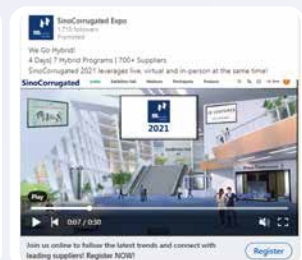 SinoCorrugated Expo
1,710 followers
Promoted
We Go Hybrid!
4 Days| 7 Hybrid Programs | 700+ Suppliers
SinoCorrugated 2021 leverages live, virtual and in-person at the same time!
SinoCorrugated
Exhibition Hall
2021
Play
0:07 / 0:30
Join us online to follow the latest trends and connect with
leading suppliers! Register NOW!
Register